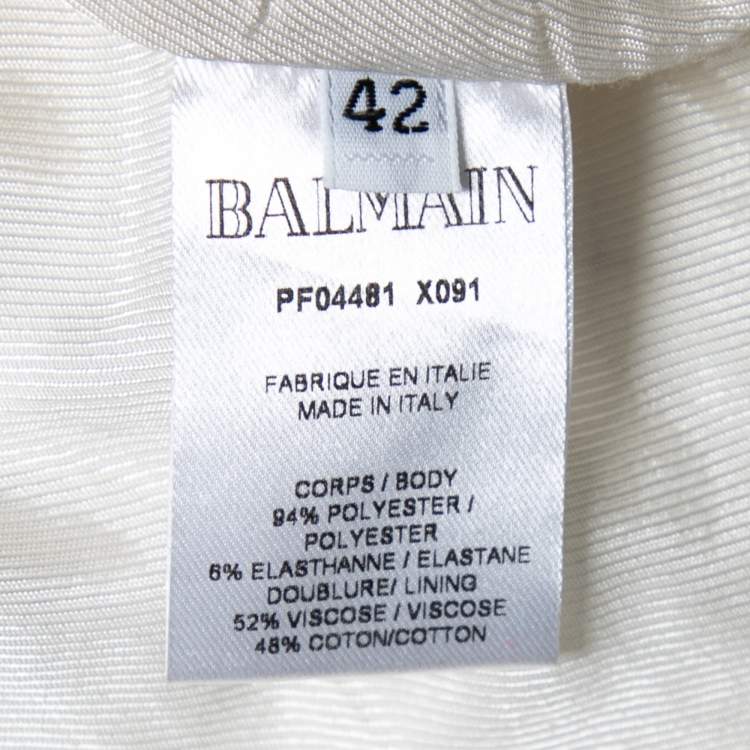 42
BALMAIN
PF04481 X091
FABRIQUE EN ITALIE
MADE IN ITALY
CORPS / BODY
94% POLYESTER /
POLYESTER
6% ELASTHANNE / ELASTANE
DOUBLURE/ LINING
52% VISCOSE / VISCOSE
48% COTON/COTTON